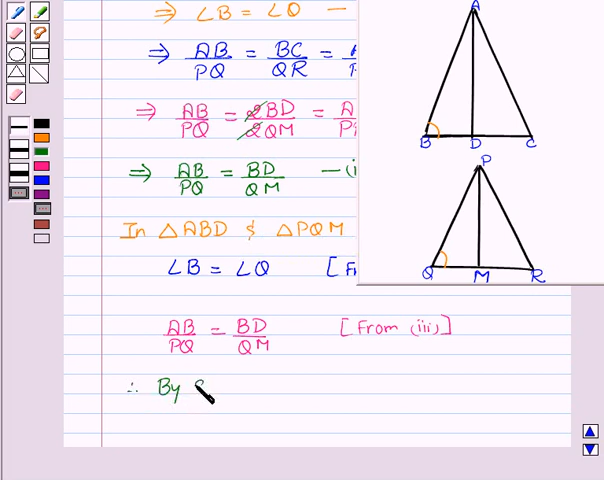 ⇒ ∠B = ∠Q —
⇒ AB/PQ = BC/QR =
⇒ AB/PQ = 2BD/2QM =
⇒ AB/PQ = BD/QM —(i
In △ABD & △PQM
∠B = ∠Q [Fr
AB/PQ = BD/QM [From (iii)]
∴ By S
A
B D C
P
Q M R